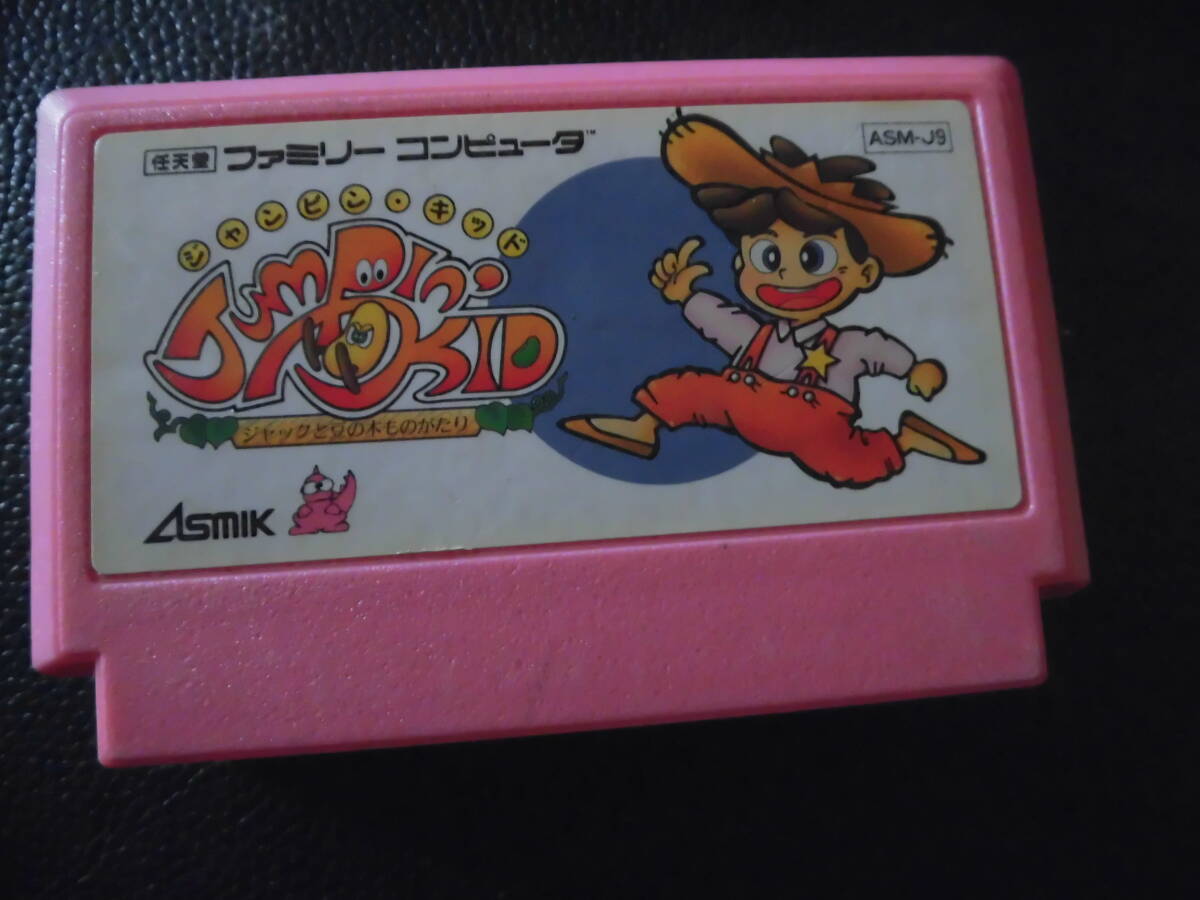 任天堂 ファミリー コンピュータ™
ASM-J9
ジャンピン・キッド
JUMPIN' KID
ジャックと豆の木ものがたり
ASMIK